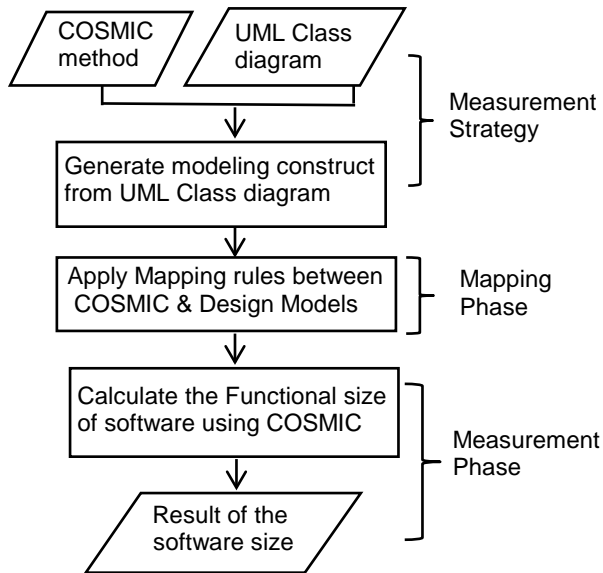 COSMIC
method
UML Class
diagram
Measurement
Strategy
Generate modeling construct
from UML Class diagram
Apply Mapping rules between
COSMIC & Design Models
Mapping
Phase
Calculate the Functional size
of software using COSMIC
Measurement
Phase
Result of the
software size